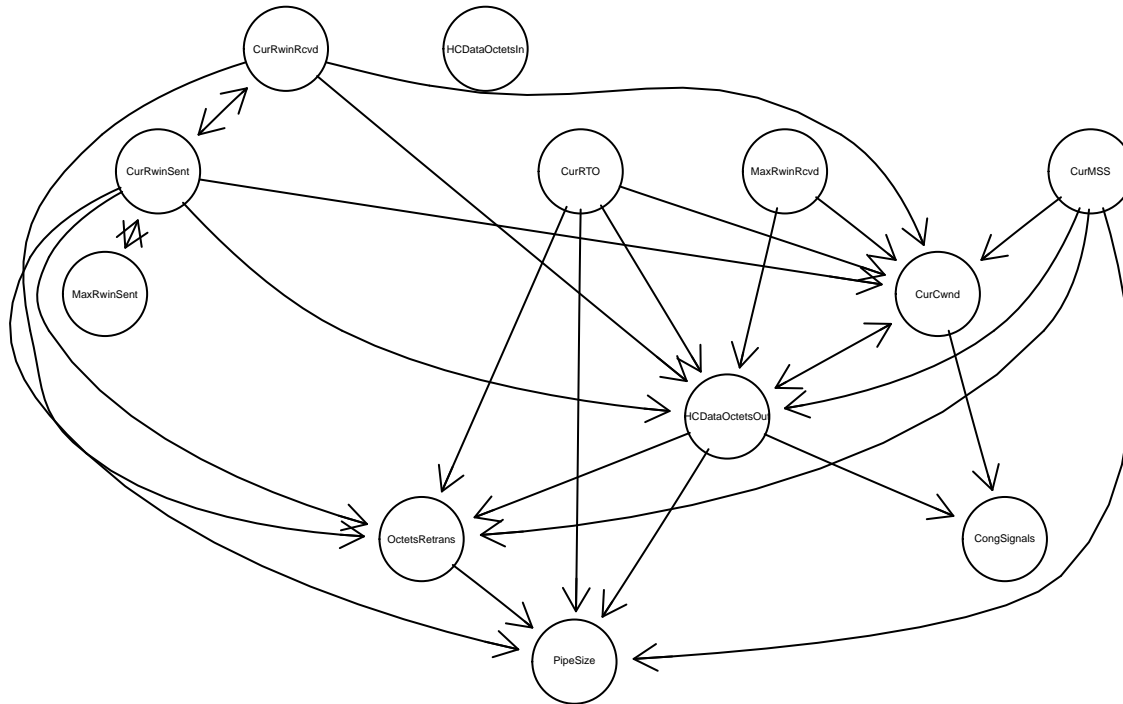 CurRwinRcvd
HCDataOctetsIn
CurRwinSent
CurRTO
MaxRwinRcvd
CurMSS
MaxRwinSent
CurCwnd
HCDataOctetsOut
OctetsRetrans
CongSignals
PipeSize